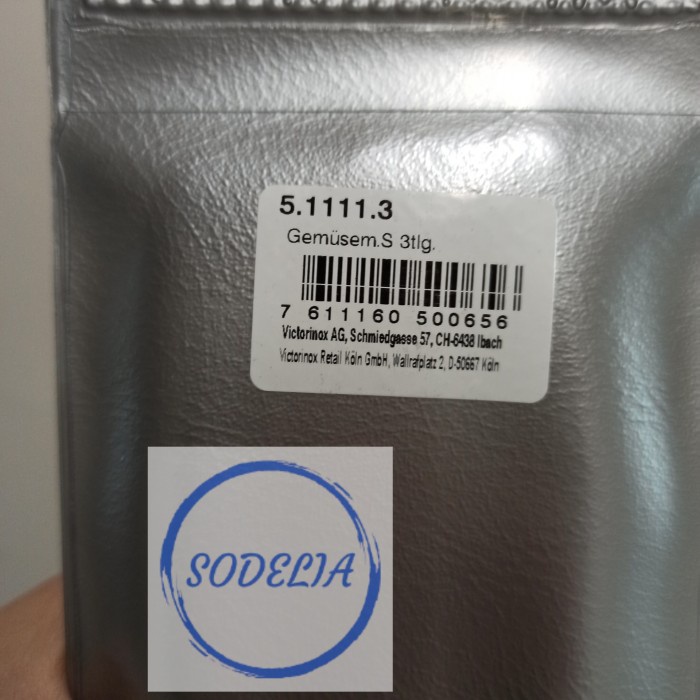 5.1111.3
Gemüsem.S 3tlg.
7 611160 500656
Victorinox AG, Schmiedgasse 57, CH-6438 Ibach
Victorinox Retail Köln GmbH, Wallrafplatz 2, D-50667 Köln
SODELIA